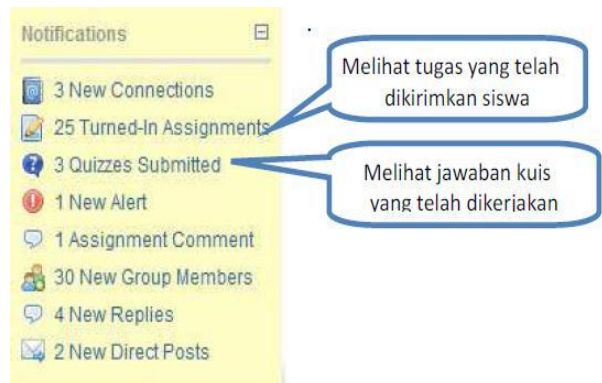 Notifications
3 New Connections
25 Turned-In Assignments
3 Quizzes Submitted
1 New Alert
1 Assignment Comment
30 New Group Members
4 New Replies
2 New Direct Posts
Melihat tugas yang telah
dikirimkan siswa
Melihat jawaban kuis
yang telah dikerjakan